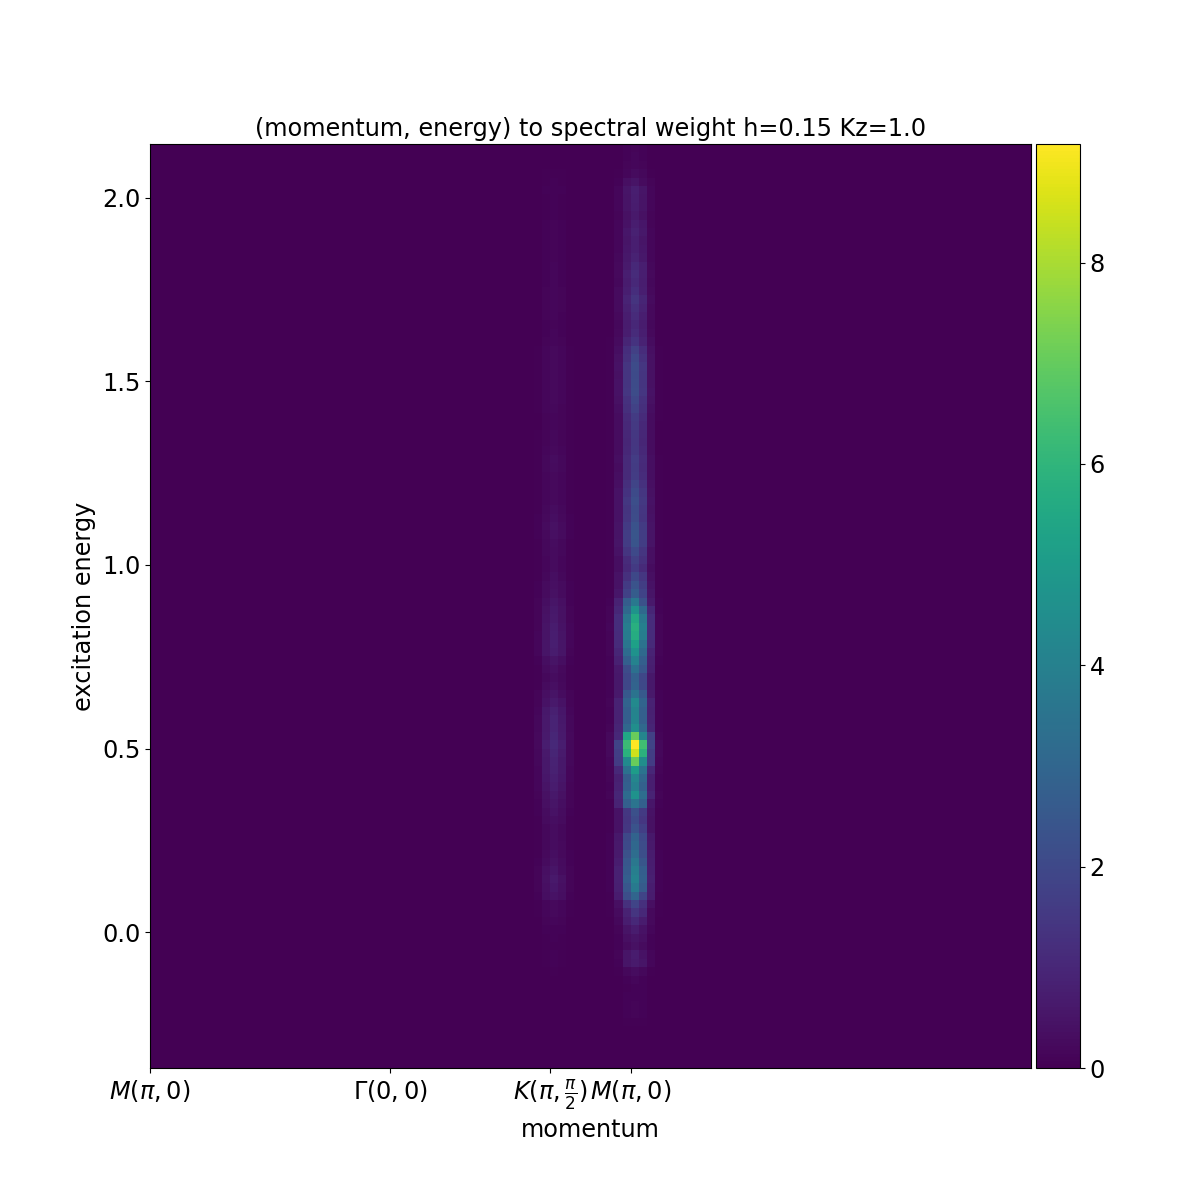 (momentum, energy) to spectral weight h=0.15 Kz=1.0
2.0
1.5
1.0
0.5
0.0
excitation energy
8
6
4
2
0
M(π, 0) Γ(0, 0) K(π, π/2) M(π, 0)
momentum